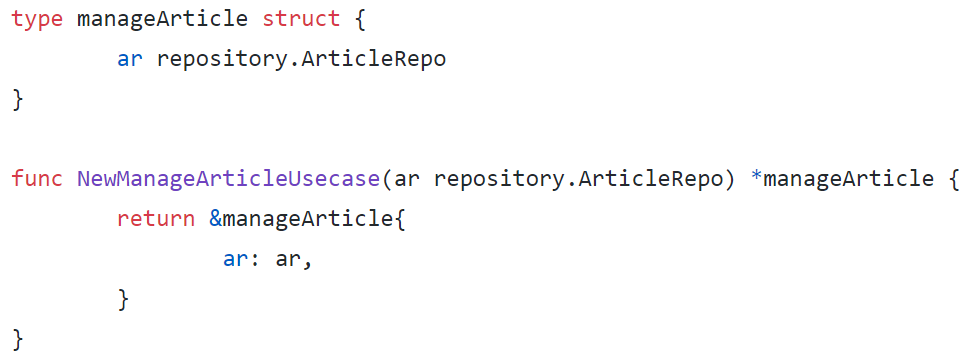 type manageArticle struct {
        ar repository.ArticleRepo
}

func NewManageArticleUsecase(ar repository.ArticleRepo) *manageArticle {
        return &manageArticle{
                ar: ar,
        }
}